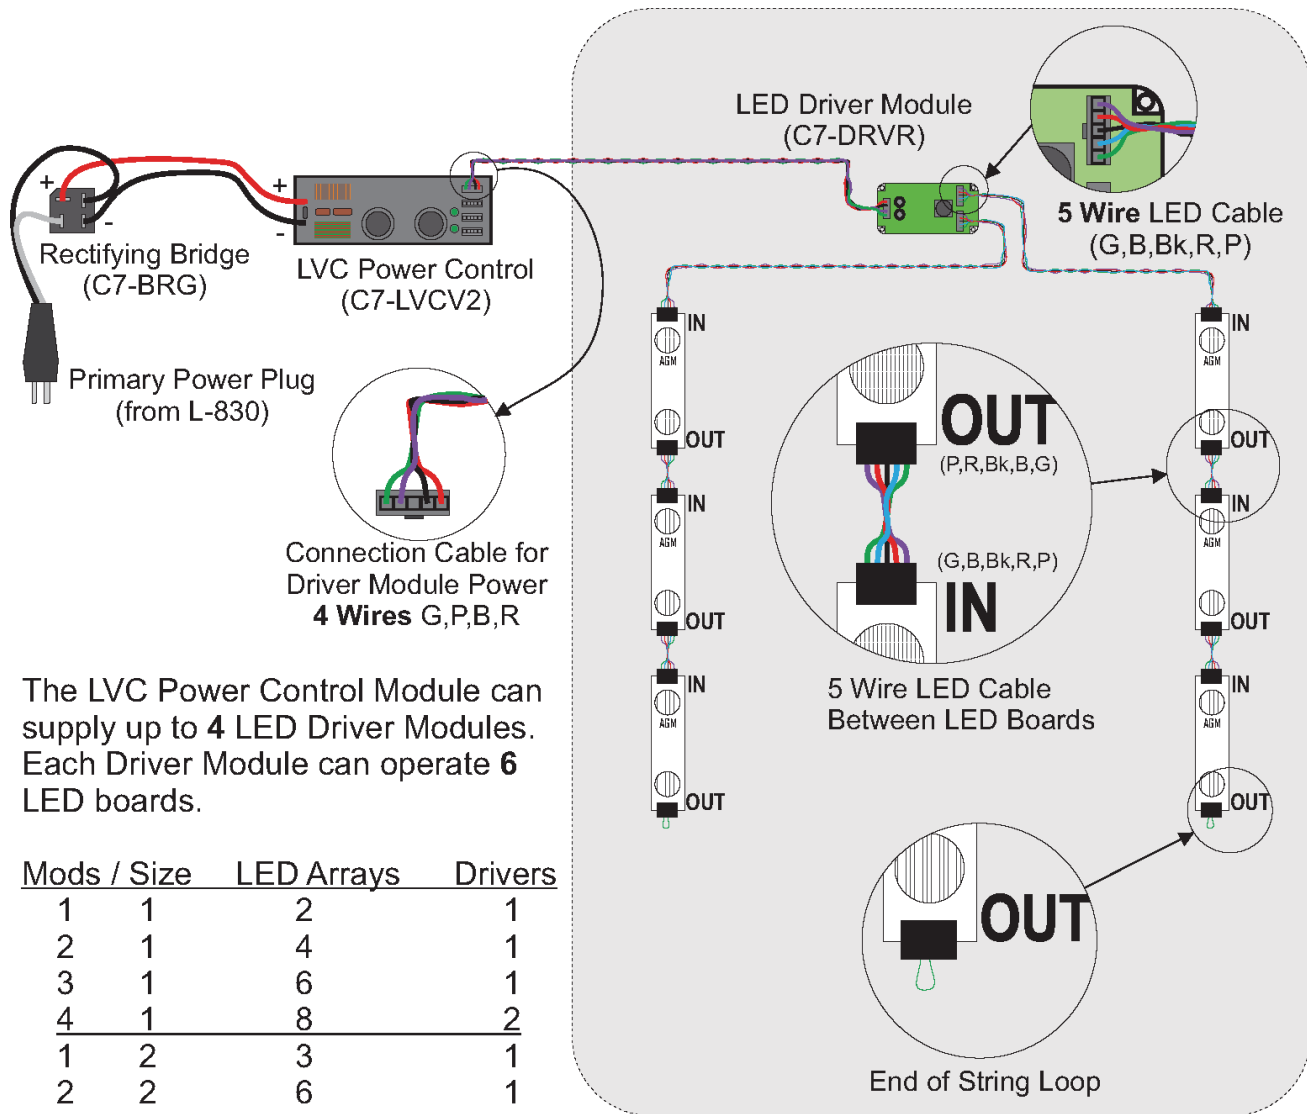 LED Driver Module
(C7-DRVR)
5 Wire LED Cable
(G,B,Bk,R,P)
+
-
+
-
Rectifying Bridge
(C7-BRG)
LVC Power Control
(C7-LVCV2)
Primary Power Plug
(from L-830)
Connection Cable for
Driver Module Power
4 Wires G,P,B,R
IN
AGM
OUT
IN
AGM
OUT
IN
AGM
OUT
IN
AGM
OUT
IN
AGM
OUT
IN
AGM
OUT
OUT
(P,R,Bk,B,G)
(G,B,Bk,R,P)
IN
5 Wire LED Cable
Between LED Boards
OUT
End of String Loop
The LVC Power Control Module can
supply up to 4 LED Driver Modules.
Each Driver Module can operate 6
LED boards.
Mods / Size LED Arrays Drivers
1 1 2 1
2 1 4 1
3 1 6 1
4 1 8 2
1 2 3 1
2 2 6 1